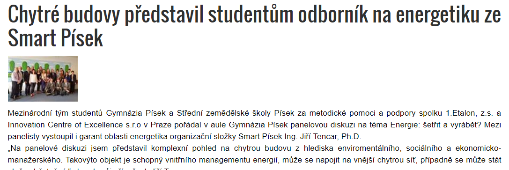 Chytré budovy představil studentům odborník na energetiku ze
Smart Písek
Mezinárodní tým studentů Gymnázia Písek a Střední zemědělské školy Písek za metodické pomoci a podpory spolku 1.Etalon, z.s. a
Innovation Centre of Excellence s.r.o v Praze pořádal v aule Gymnázia Písek panelovou diskuzi na téma Energie: šetřit a vyrábět? Mezi
panelisty vystoupil i garant oblasti energetika organizační složky Smart Písek Ing. Jiří Tencar, Ph.D.
„Na panelové diskuzi jsem představil komplexní pohled na chytrou budovu z hlediska enviromentálního, sociálního a ekonomicko-
manažerského. Takovýto objekt je schopný vnitřního managementu energií, může se napojit na vnější chytrou síť, případně se může stát